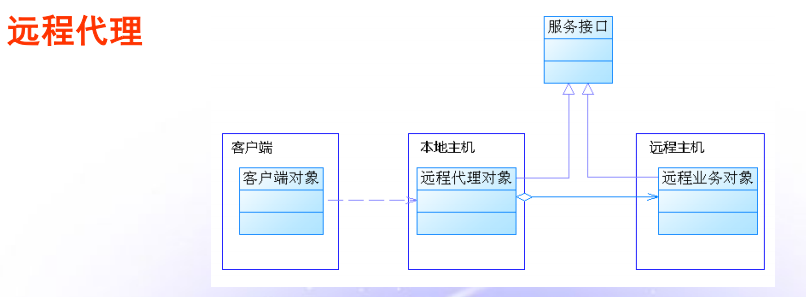 远程代理
服务接口
客户端
本地主机
远程主机
客户端对象
远程代理对象
远程业务对象